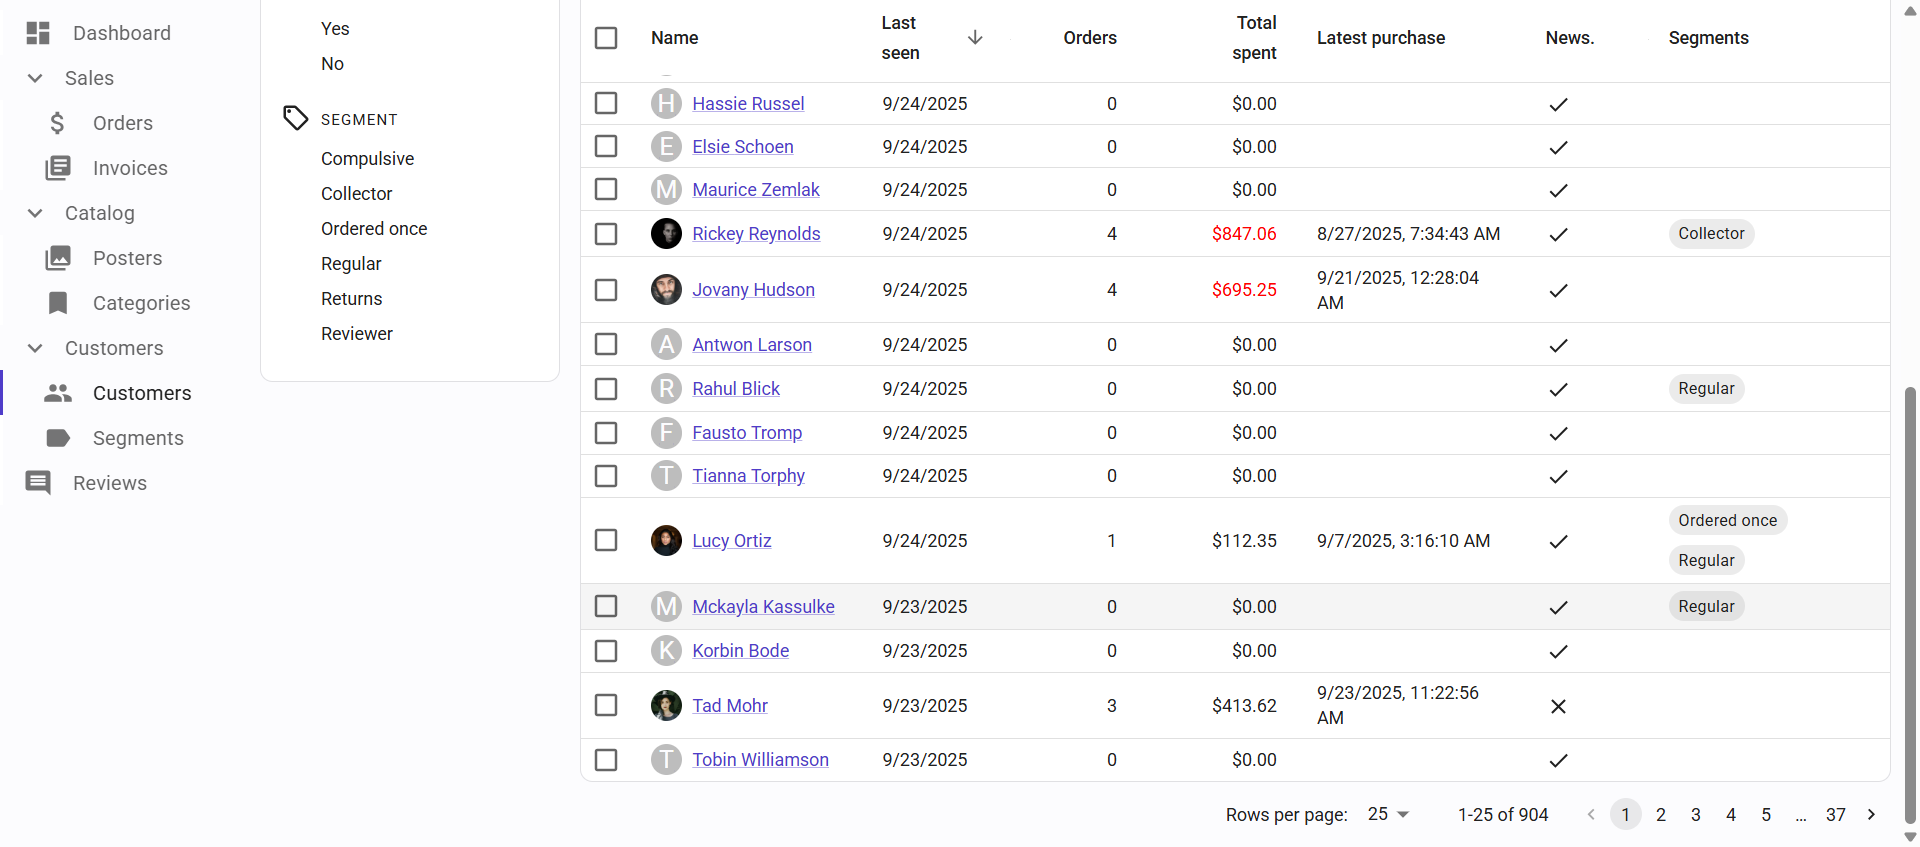 Dashboard
Sales
Orders
Invoices
Catalog
Posters
Categories
Customers
Customers
Segments
Reviews
Yes
No
SEGMENT
Compulsive
Collector
Ordered once
Regular
Returns
Reviewer
Name Last seen Orders Total spent Latest purchase News. Segments
H Hassie Russel 9/24/2025 0 $0.00
E Elsie Schoen 9/24/2025 0 $0.00
M Maurice Zemlak 9/24/2025 0 $0.00
Rickey Reynolds 9/24/2025 4 $847.06 8/27/2025, 7:34:43 AM Collector
Jovany Hudson 9/24/2025 4 $695.25 9/21/2025, 12:28:04 AM
A Antwon Larson 9/24/2025 0 $0.00
R Rahul Blick 9/24/2025 0 $0.00 Regular
F Fausto Tromp 9/24/2025 0 $0.00
T Tianna Torphy 9/24/2025 0 $0.00
Lucy Ortiz 9/24/2025 1 $112.35 9/7/2025, 3:16:10 AM Ordered once Regular
M Mckayla Kassulke 9/23/2025 0 $0.00 Regular
K Korbin Bode 9/23/2025 0 $0.00
Tad Mohr 9/23/2025 3 $413.62 9/23/2025, 11:22:56 AM
T Tobin Williamson 9/23/2025 0 $0.00
Rows per page: 25 1-25 of 904 1 2 3 4 5 ... 37